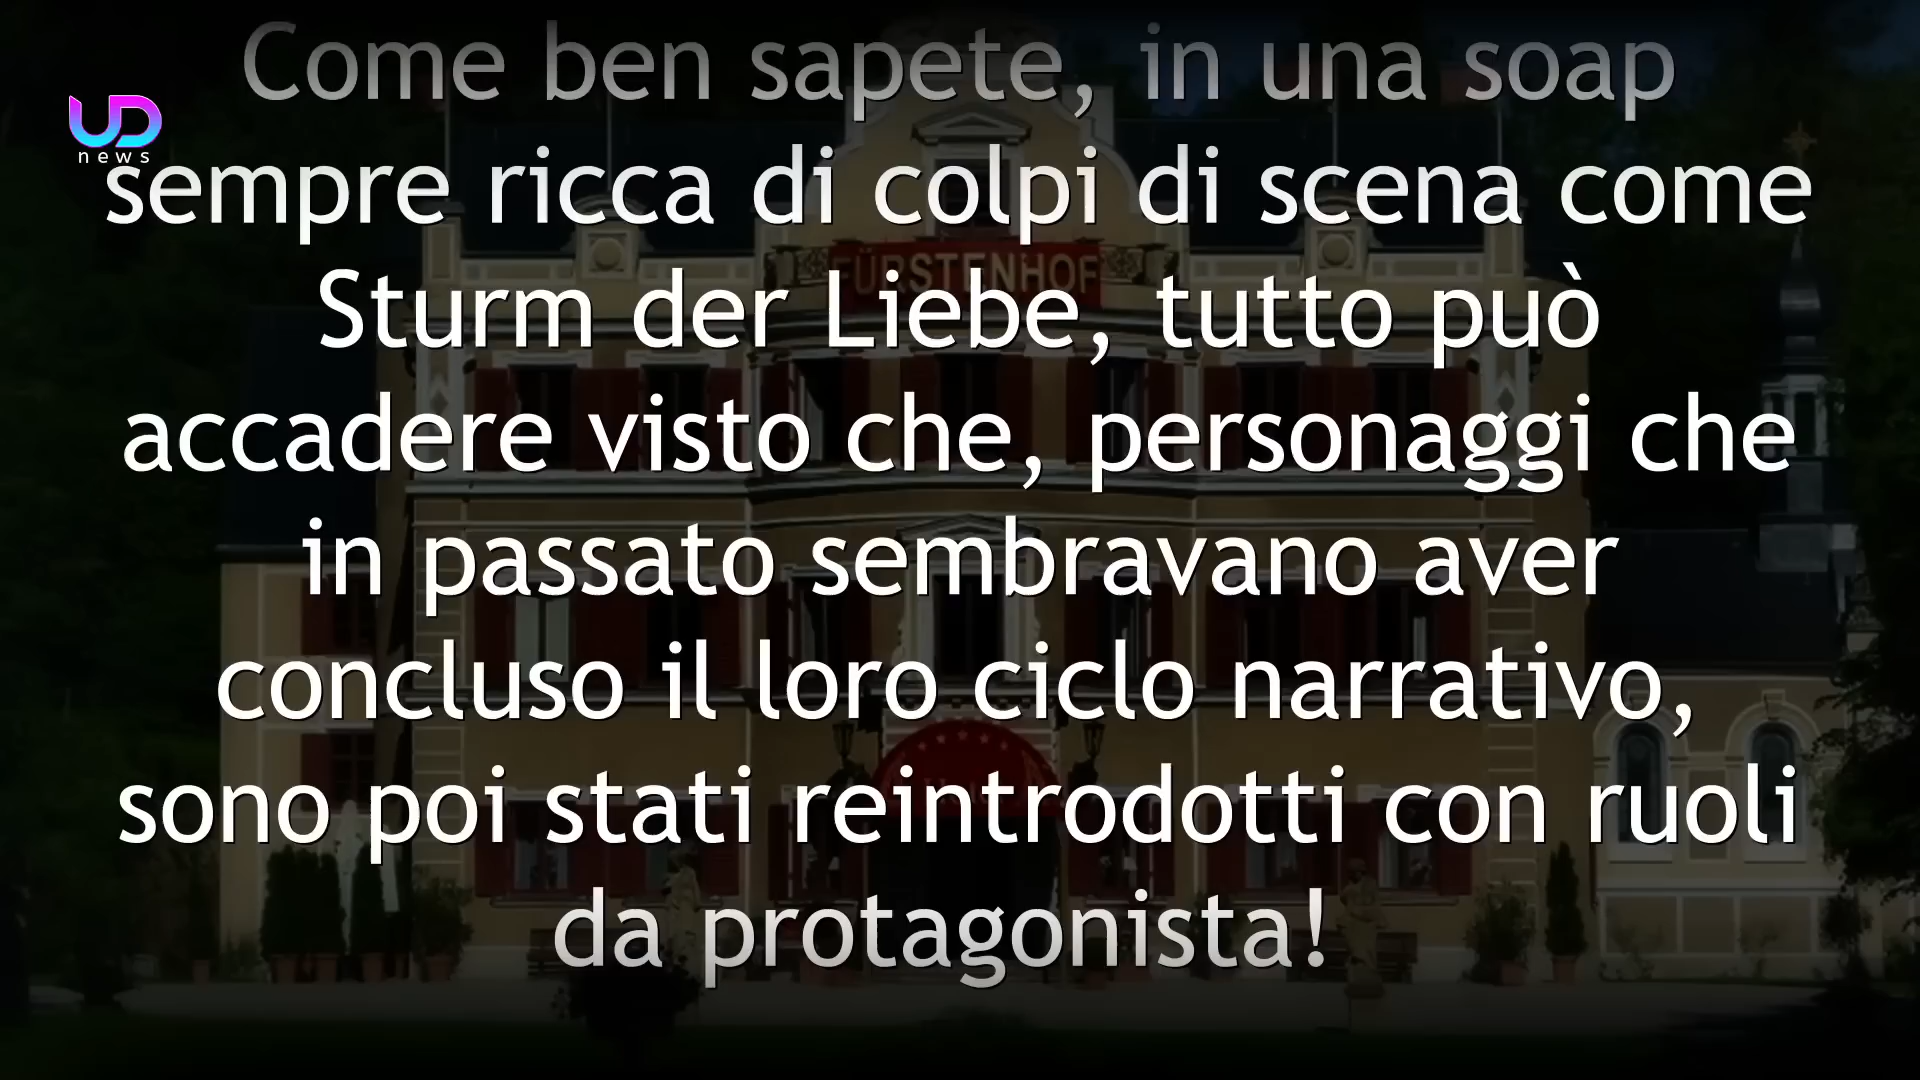 Come ben sapete, in una soap
UD
news
sempre ricca di colpi di scena come
FÜRSTENHOF
Sturm der Liebe, tutto può
accadere visto che, personaggi che
in passato sembravano aver
concluso il loro ciclo narrativo,
sono poi stati reintrodotti con ruoli
da protagonista!